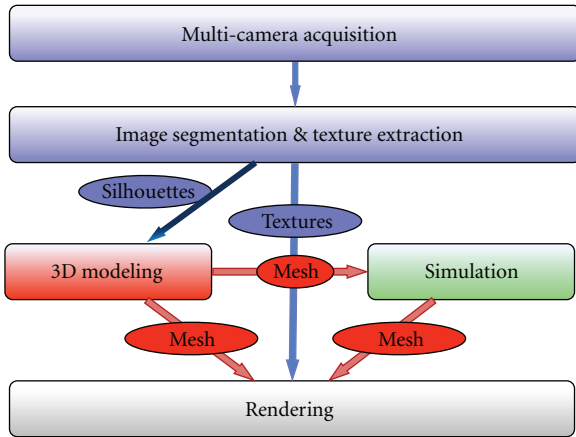 Multi-camera acquisition
Image segmentation & texture extraction
Silhouettes
Textures
3D modeling
Mesh
Simulation
Mesh
Mesh
Rendering